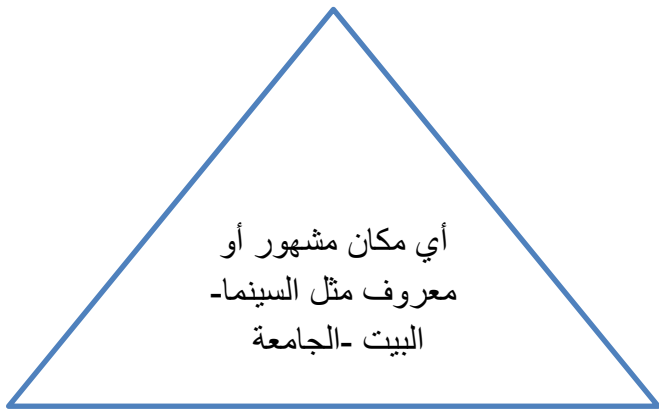 أي مكان مشهور أو
معروف مثل السينما-
البيت -الجامعة